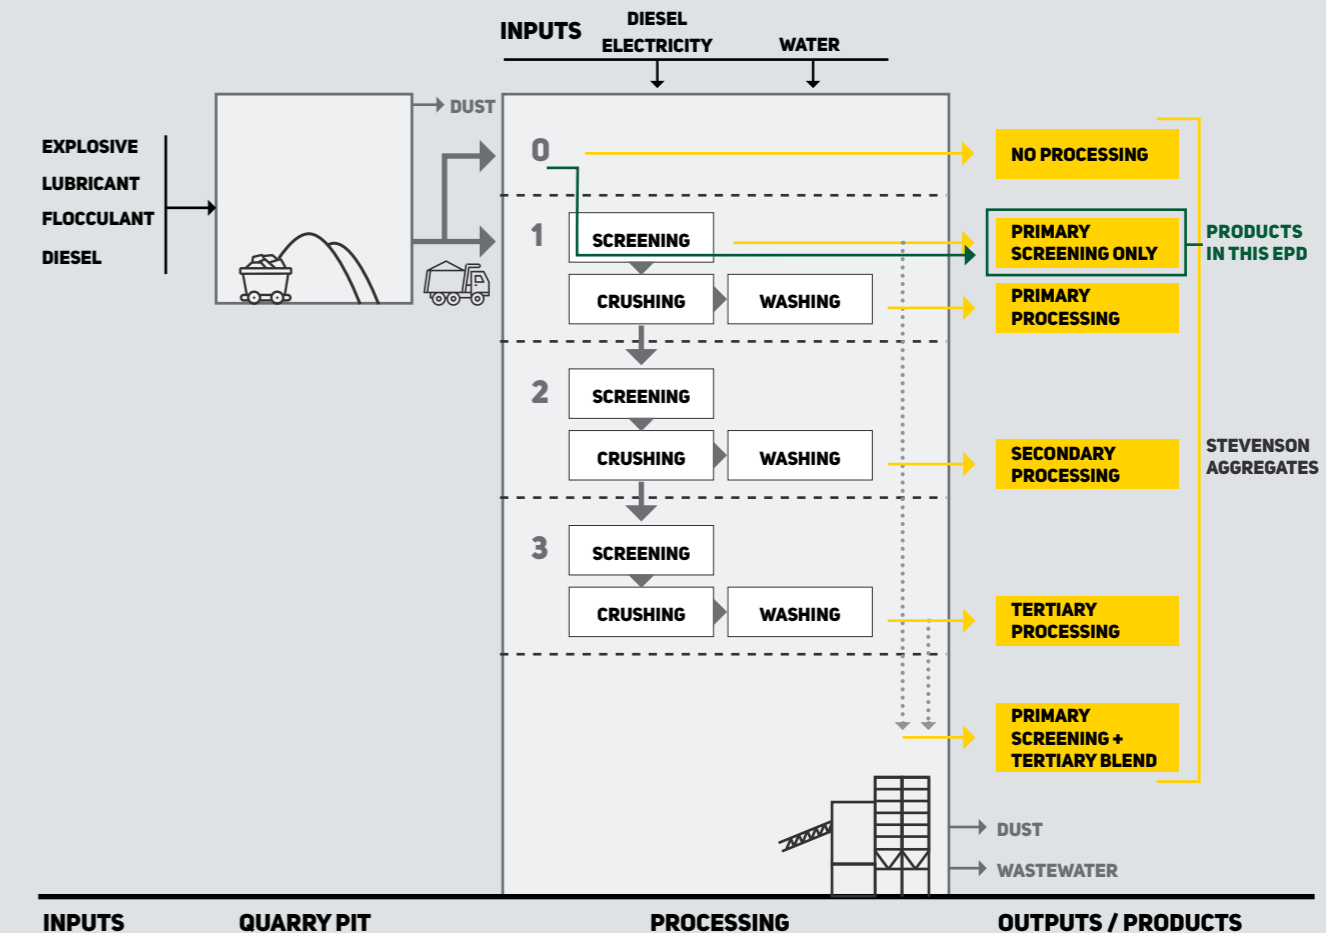 INPUTS
DIESEL
ELECTRICITY
WATER
EXPLOSIVE
LUBRICANT
FLOCCULANT
DIESEL
DUST
0
NO PROCESSING
1
SCREENING
PRIMARY
SCREENING ONLY
PRODUCTS
IN THIS EPD
CRUSHING
WASHING
PRIMARY
PROCESSING
2
SCREENING
CRUSHING
WASHING
SECONDARY
PROCESSING
STEVENSON
AGGREGATES
3
SCREENING
CRUSHING
WASHING
TERTIARY
PROCESSING
PRIMARY
SCREENING +
TERTIARY BLEND
DUST
WASTEWATER
INPUTS
QUARRY PIT
PROCESSING
OUTPUTS / PRODUCTS